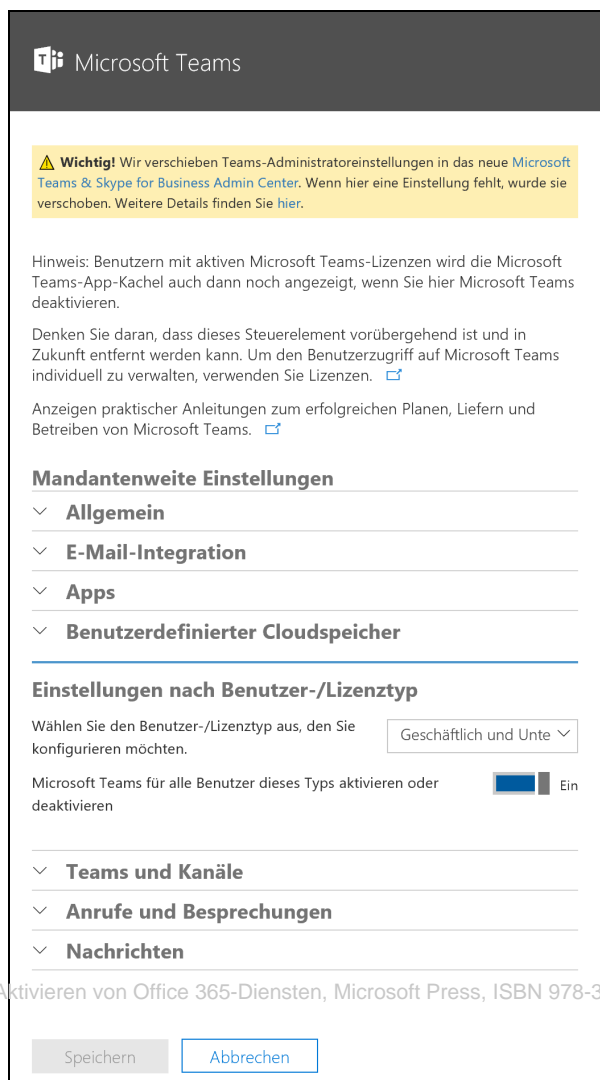 Microsoft Teams
Wichtig! Wir verschieben Teams-Administratoreinstellungen in das neue Microsoft
Teams & Skype for Business Admin Center. Wenn hier eine Einstellung fehlt, wurde sie
verschoben. Weitere Details finden Sie hier.
Hinweis: Benutzern mit aktiven Microsoft Teams-Lizenzen wird die Microsoft
Teams-App-Kachel auch dann noch angezeigt, wenn Sie hier Microsoft Teams
deaktivieren.
Denken Sie daran, dass dieses Steuerelement vorübergehend ist und in
Zukunft entfernt werden kann. Um den Benutzerzugriff auf Microsoft Teams
individuell zu verwalten, verwenden Sie Lizenzen.
Anzeigen praktischer Anleitungen zum erfolgreichen Planen, Liefern und
Betreiben von Microsoft Teams.
Mandantenweite Einstellungen
Allgemein
E-Mail-Integration
Apps
Benutzerdefinierter Cloudspeicher
Einstellungen nach Benutzer-/Lizenztyp
Wählen Sie den Benutzer-/Lizenztyp aus, den Sie
konfigurieren möchten.
Geschäftlich und Unte
Microsoft Teams für alle Benutzer dieses Typs aktivieren oder
deaktivieren
Ein
Teams und Kanäle
Anrufe und Besprechungen
Nachrichten
Aktivieren von Office 365-Diensten, Microsoft Press, ISBN 978-3
Speichern
Abbrechen